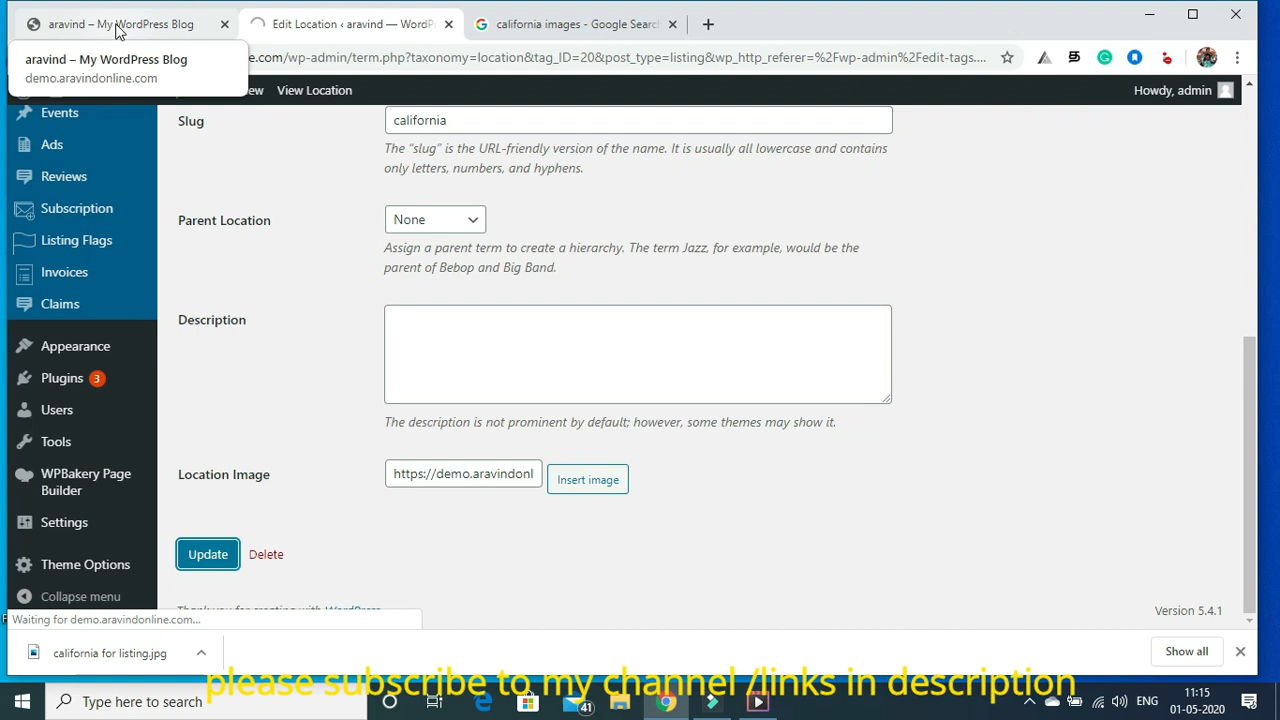 aravind – My WordPress Blog
Edit Location ‹ aravind — WordP
california images - Google Search
aravind – My WordPress Blog
demo.aravindonline.com
e.com/wp-admin/term.php?taxonomy=location&tag_ID=20&post_type=listing&wp_http_referer=%2Fwp-admin%2Fedit-tags....
View Location
Howdy, admin
Events
Ads
Reviews
Subscription
Listing Flags
Invoices
Claims
Appearance
Plugins 3
Users
Tools
WPBakery Page
Builder
Settings
Theme Options
Collapse menu
Slug
california
The "slug" is the URL-friendly version of the name. It is usually all lowercase and contains
only letters, numbers, and hyphens.
Parent Location
None
Assign a parent term to create a hierarchy. The term Jazz, for example, would be the
parent of Bebop and Big Band.
Description
The description is not prominent by default; however, some themes may show it.
Location Image
https://demo.aravindonl
Insert image
Update
Delete
Thank you for creating with WordPress
Version 5.4.1
Waiting for demo.aravindonline.com...
california for listing.jpg
Show all
please subscribe to my channel /links in description
Type here to search
41
ENG
11:15
01-05-2020